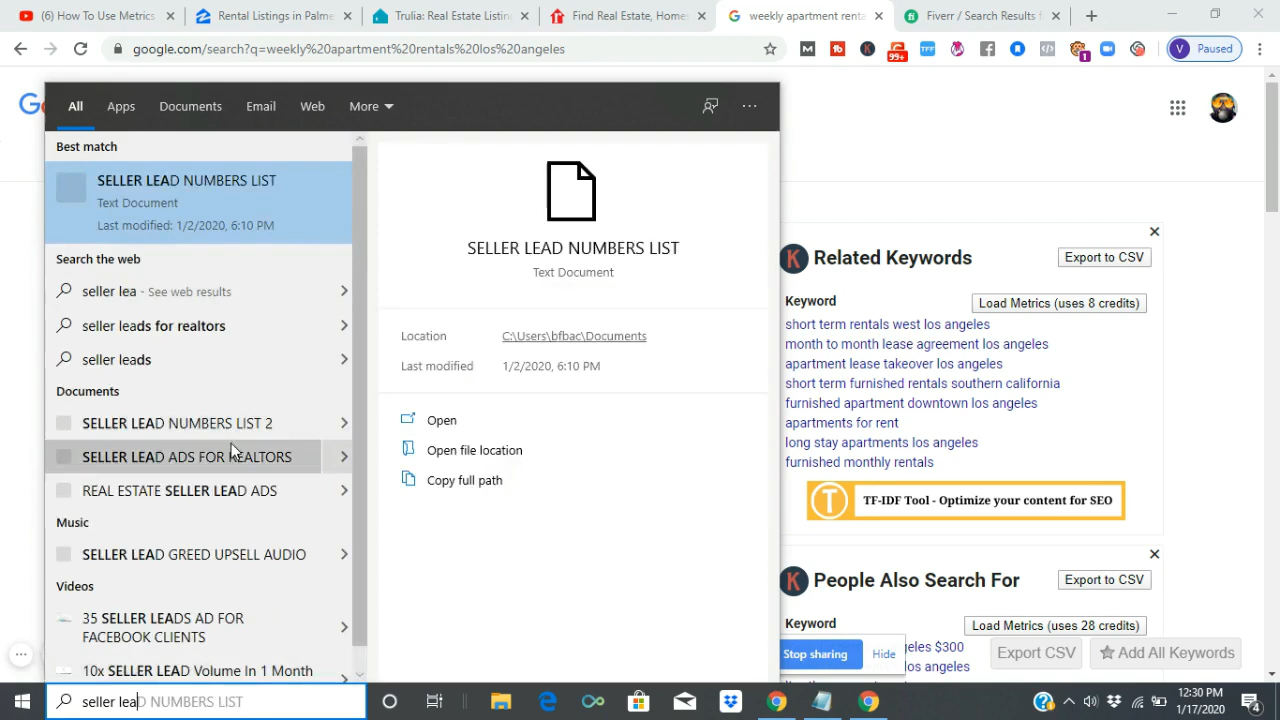 (6) How To Use Metrics
Rental Listings in Palme
Trulia: Real Estate Listing
Find Real Estate, Home
weekly apartment renta
Fiverr / Search Results f
google.com/search?q=weekly%20apartment%20rentals%20los%20angeles
99+
TFF
1
V Paused
All
Apps
Documents
Email
Web
More
Best match
SELLER LEAD NUMBERS LIST
Text Document
Last modified: 1/2/2020, 6:10 PM
Search the web
seller lea - See web results
seller leads for realtors
seller leads
Documents
SELLER LEAD NUMBERS LIST 2
SELLER LEAD ADS FOR REALTORS
REAL ESTATE SELLER LEAD ADS
Music
SELLER LEAD GREED UPSELL AUDIO
Videos
35x SELLER LEADS AD FOR
FACEBOOK CLIENTS
10x SELLER LEAD Volume In 1 Month
SELLER LEAD NUMBERS LIST
Text Document
Location
C:\Users\bfbac\Documents
Last modified
1/2/2020, 6:10 PM
Open
Open file location
Copy full path
K Related Keywords
Export to CSV
Keyword
Load Metrics (uses 8 credits)
short term rentals west los angeles
month to month lease agreement los angeles
apartment lease takeover los angeles
short term furnished rentals southern california
furnished apartment downtown los angeles
apartments for rent
long stay apartments los angeles
furnished monthly rentals
T TF-IDF Tool - Optimize your content for SEO
K People Also Search For
Export to CSV
Keyword
Load Metrics (uses 28 credits)
geles $300
los angeles
Stop sharing
Hide
Export CSV
Add All Keywords
seller leaD NUMBERS LIST
12:30 PM
1/17/2020
4